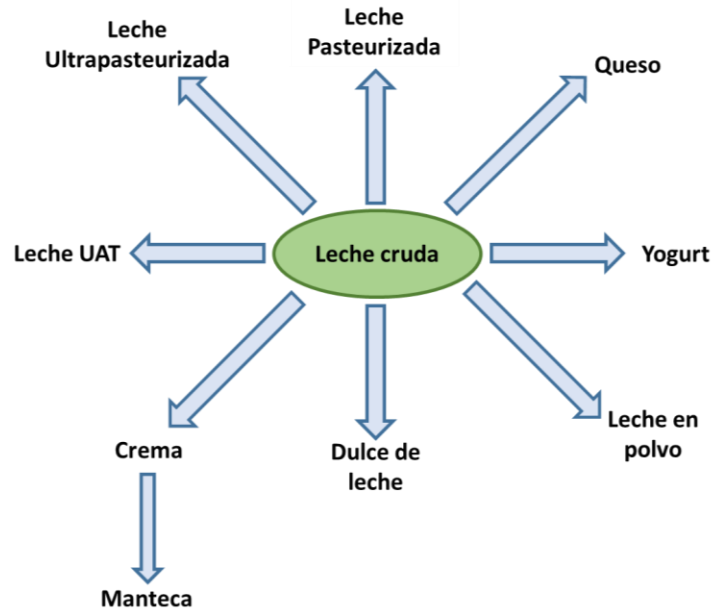 Leche
Ultrapasteurizada
Leche
Pasteurizada
Queso
Leche UAT
Leche cruda
Yogurt
Crema
Dulce de
leche
Leche en
polvo
Manteca